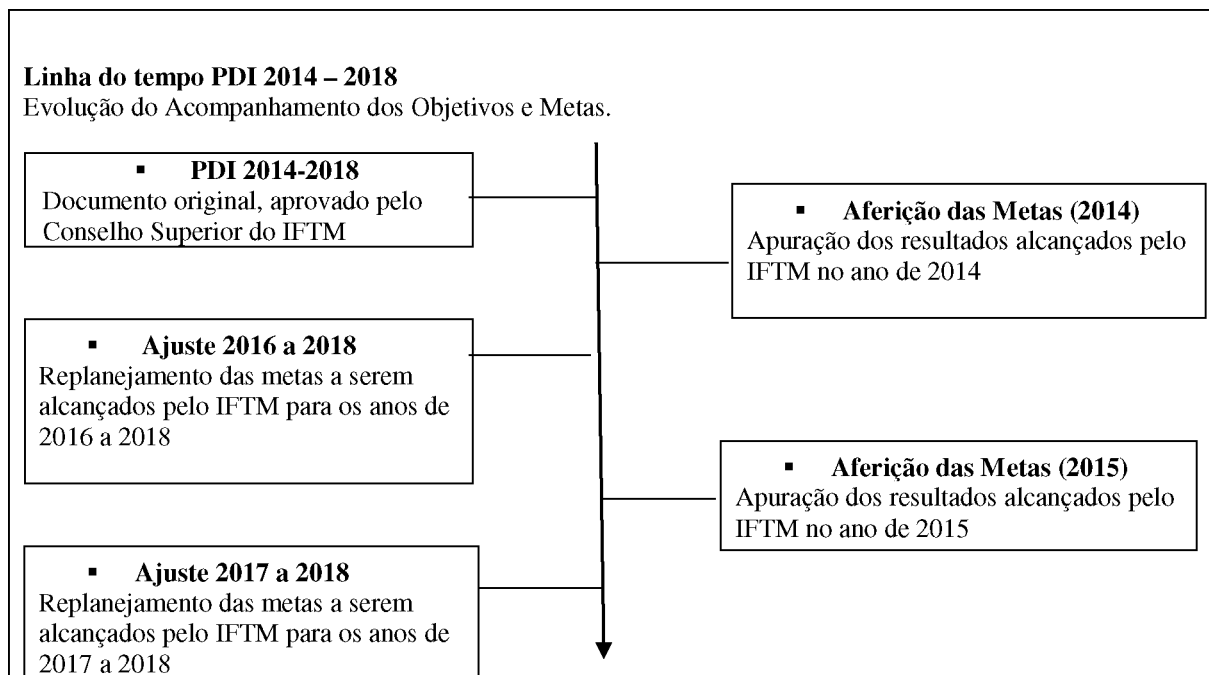 Linha do tempo PDI 2014 – 2018
Evolução do Acompanhamento dos Objetivos e Metas.
▪ PDI 2014-2018
Documento original, aprovado pelo
Conselho Superior do IFTM
▪ Aferição das Metas (2014)
Apuração dos resultados alcançados pelo
IFTM no ano de 2014
▪ Ajuste 2016 a 2018
Replanejamento das metas a serem
alcançados pelo IFTM para os anos de
2016 a 2018
▪ Aferição das Metas (2015)
Apuração dos resultados alcançados pelo
IFTM no ano de 2015
▪ Ajuste 2017 a 2018
Replanejamento das metas a serem
alcançados pelo IFTM para os anos de
2017 a 2018